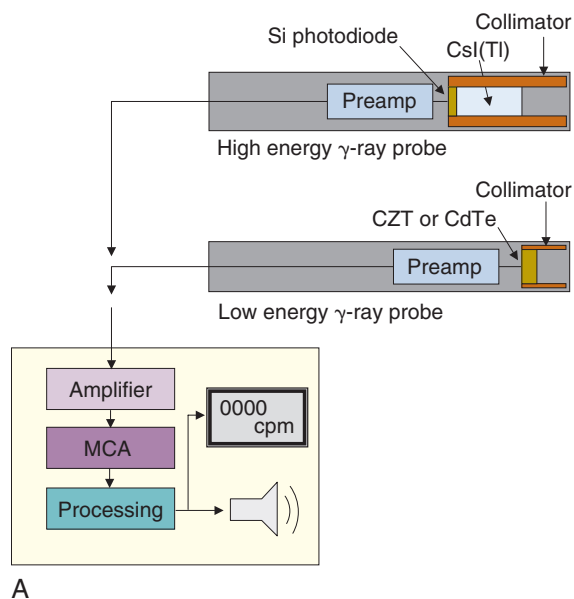 Collimator
Si photodiode
CsI(Tl)
Preamp
High energy γ-ray probe
Collimator
CZT or CdTe
Preamp
Low energy γ-ray probe
Amplifier
0000
cpm
MCA
Processing
A